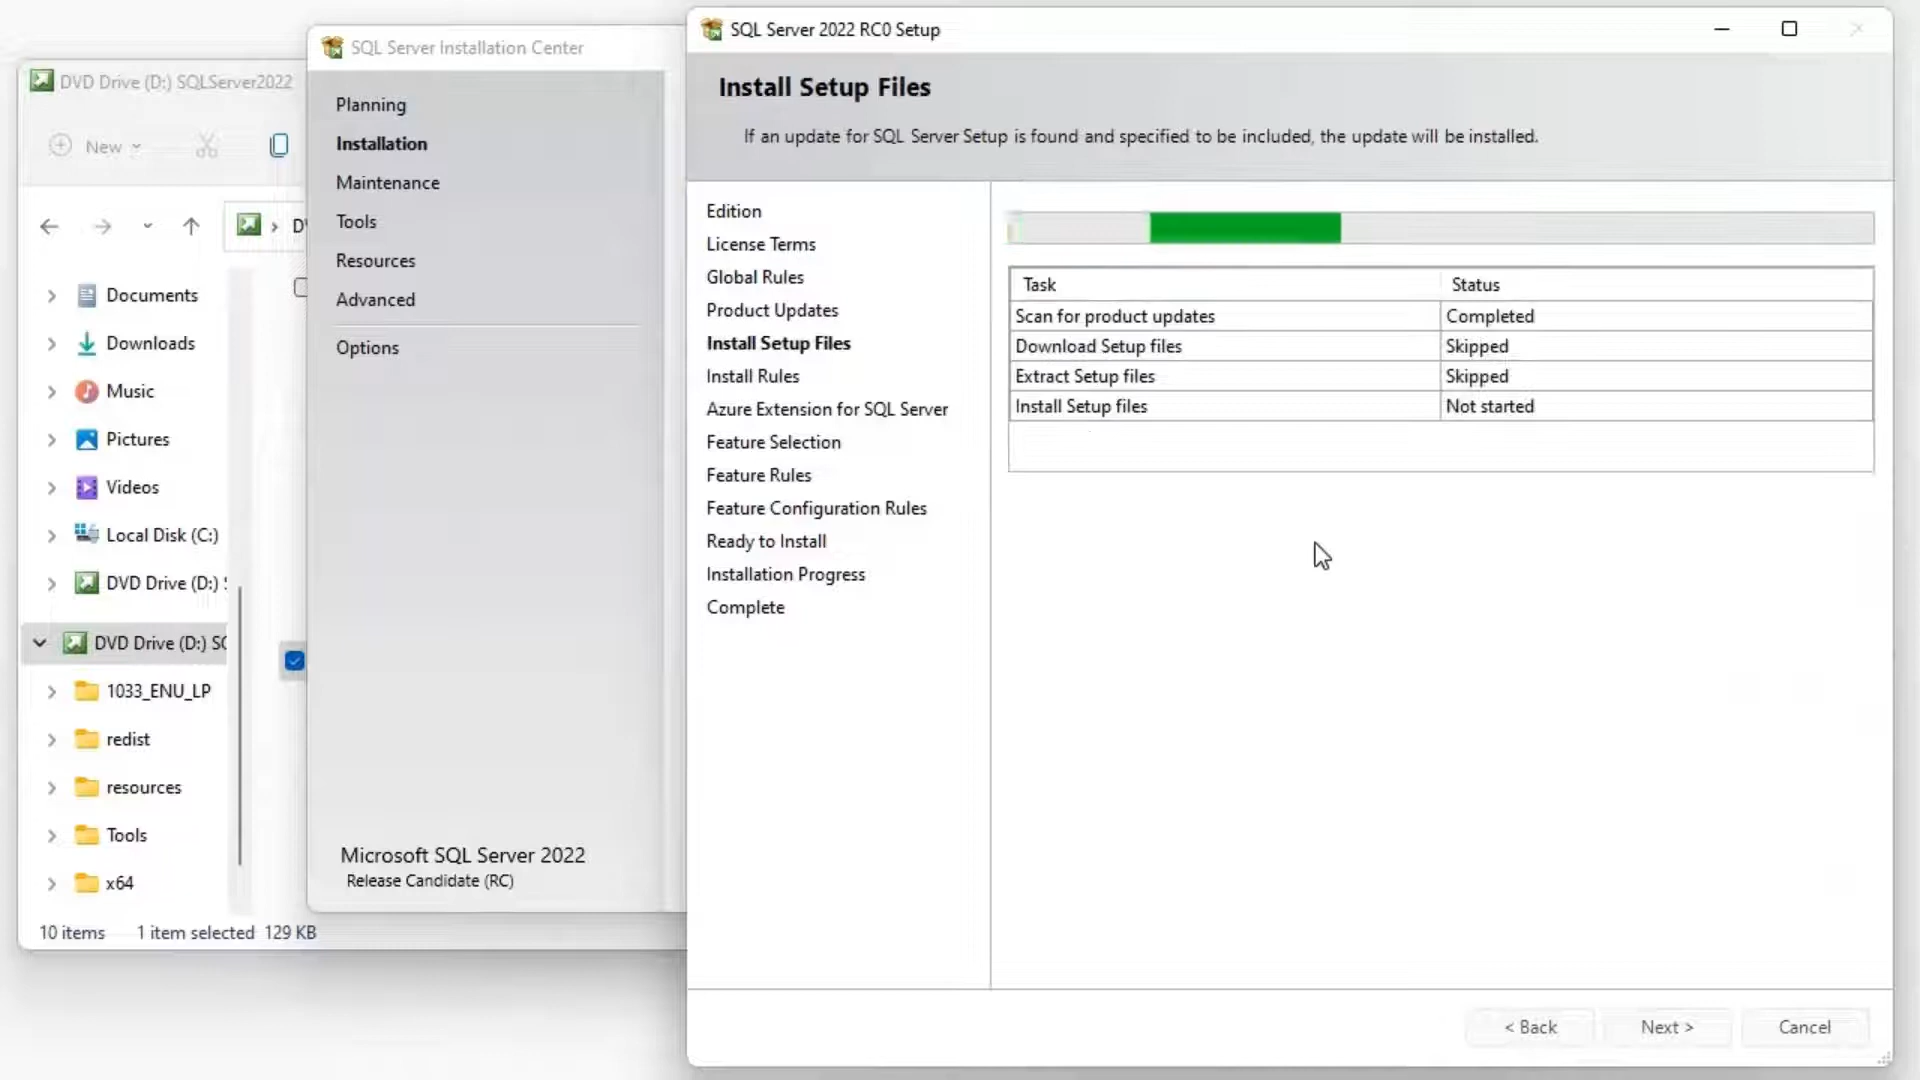 DVD Drive (D:) SQLServer2022
New
Documents
Downloads
Music
Pictures
Videos
Local Disk (C:)
DVD Drive (D:)
DVD Drive (D:)
1033_ENU_LP
redist
resources
Tools
x64
10 items 1 item selected 129 KB
SQL Server Installation Center
Planning
Installation
Maintenance
Tools
Resources
Advanced
Options
Microsoft SQL Server 2022
Release Candidate (RC)
SQL Server 2022 RC0 Setup
Install Setup Files
If an update for SQL Server Setup is found and specified to be included, the update will be installed.
Edition
License Terms
Global Rules
Product Updates
Install Setup Files
Install Rules
Azure Extension for SQL Server
Feature Selection
Feature Rules
Feature Configuration Rules
Ready to Install
Installation Progress
Complete
Task Status
Scan for product updates Completed
Download Setup files Skipped
Extract Setup files Skipped
Install Setup files Not started
< Back Next > Cancel